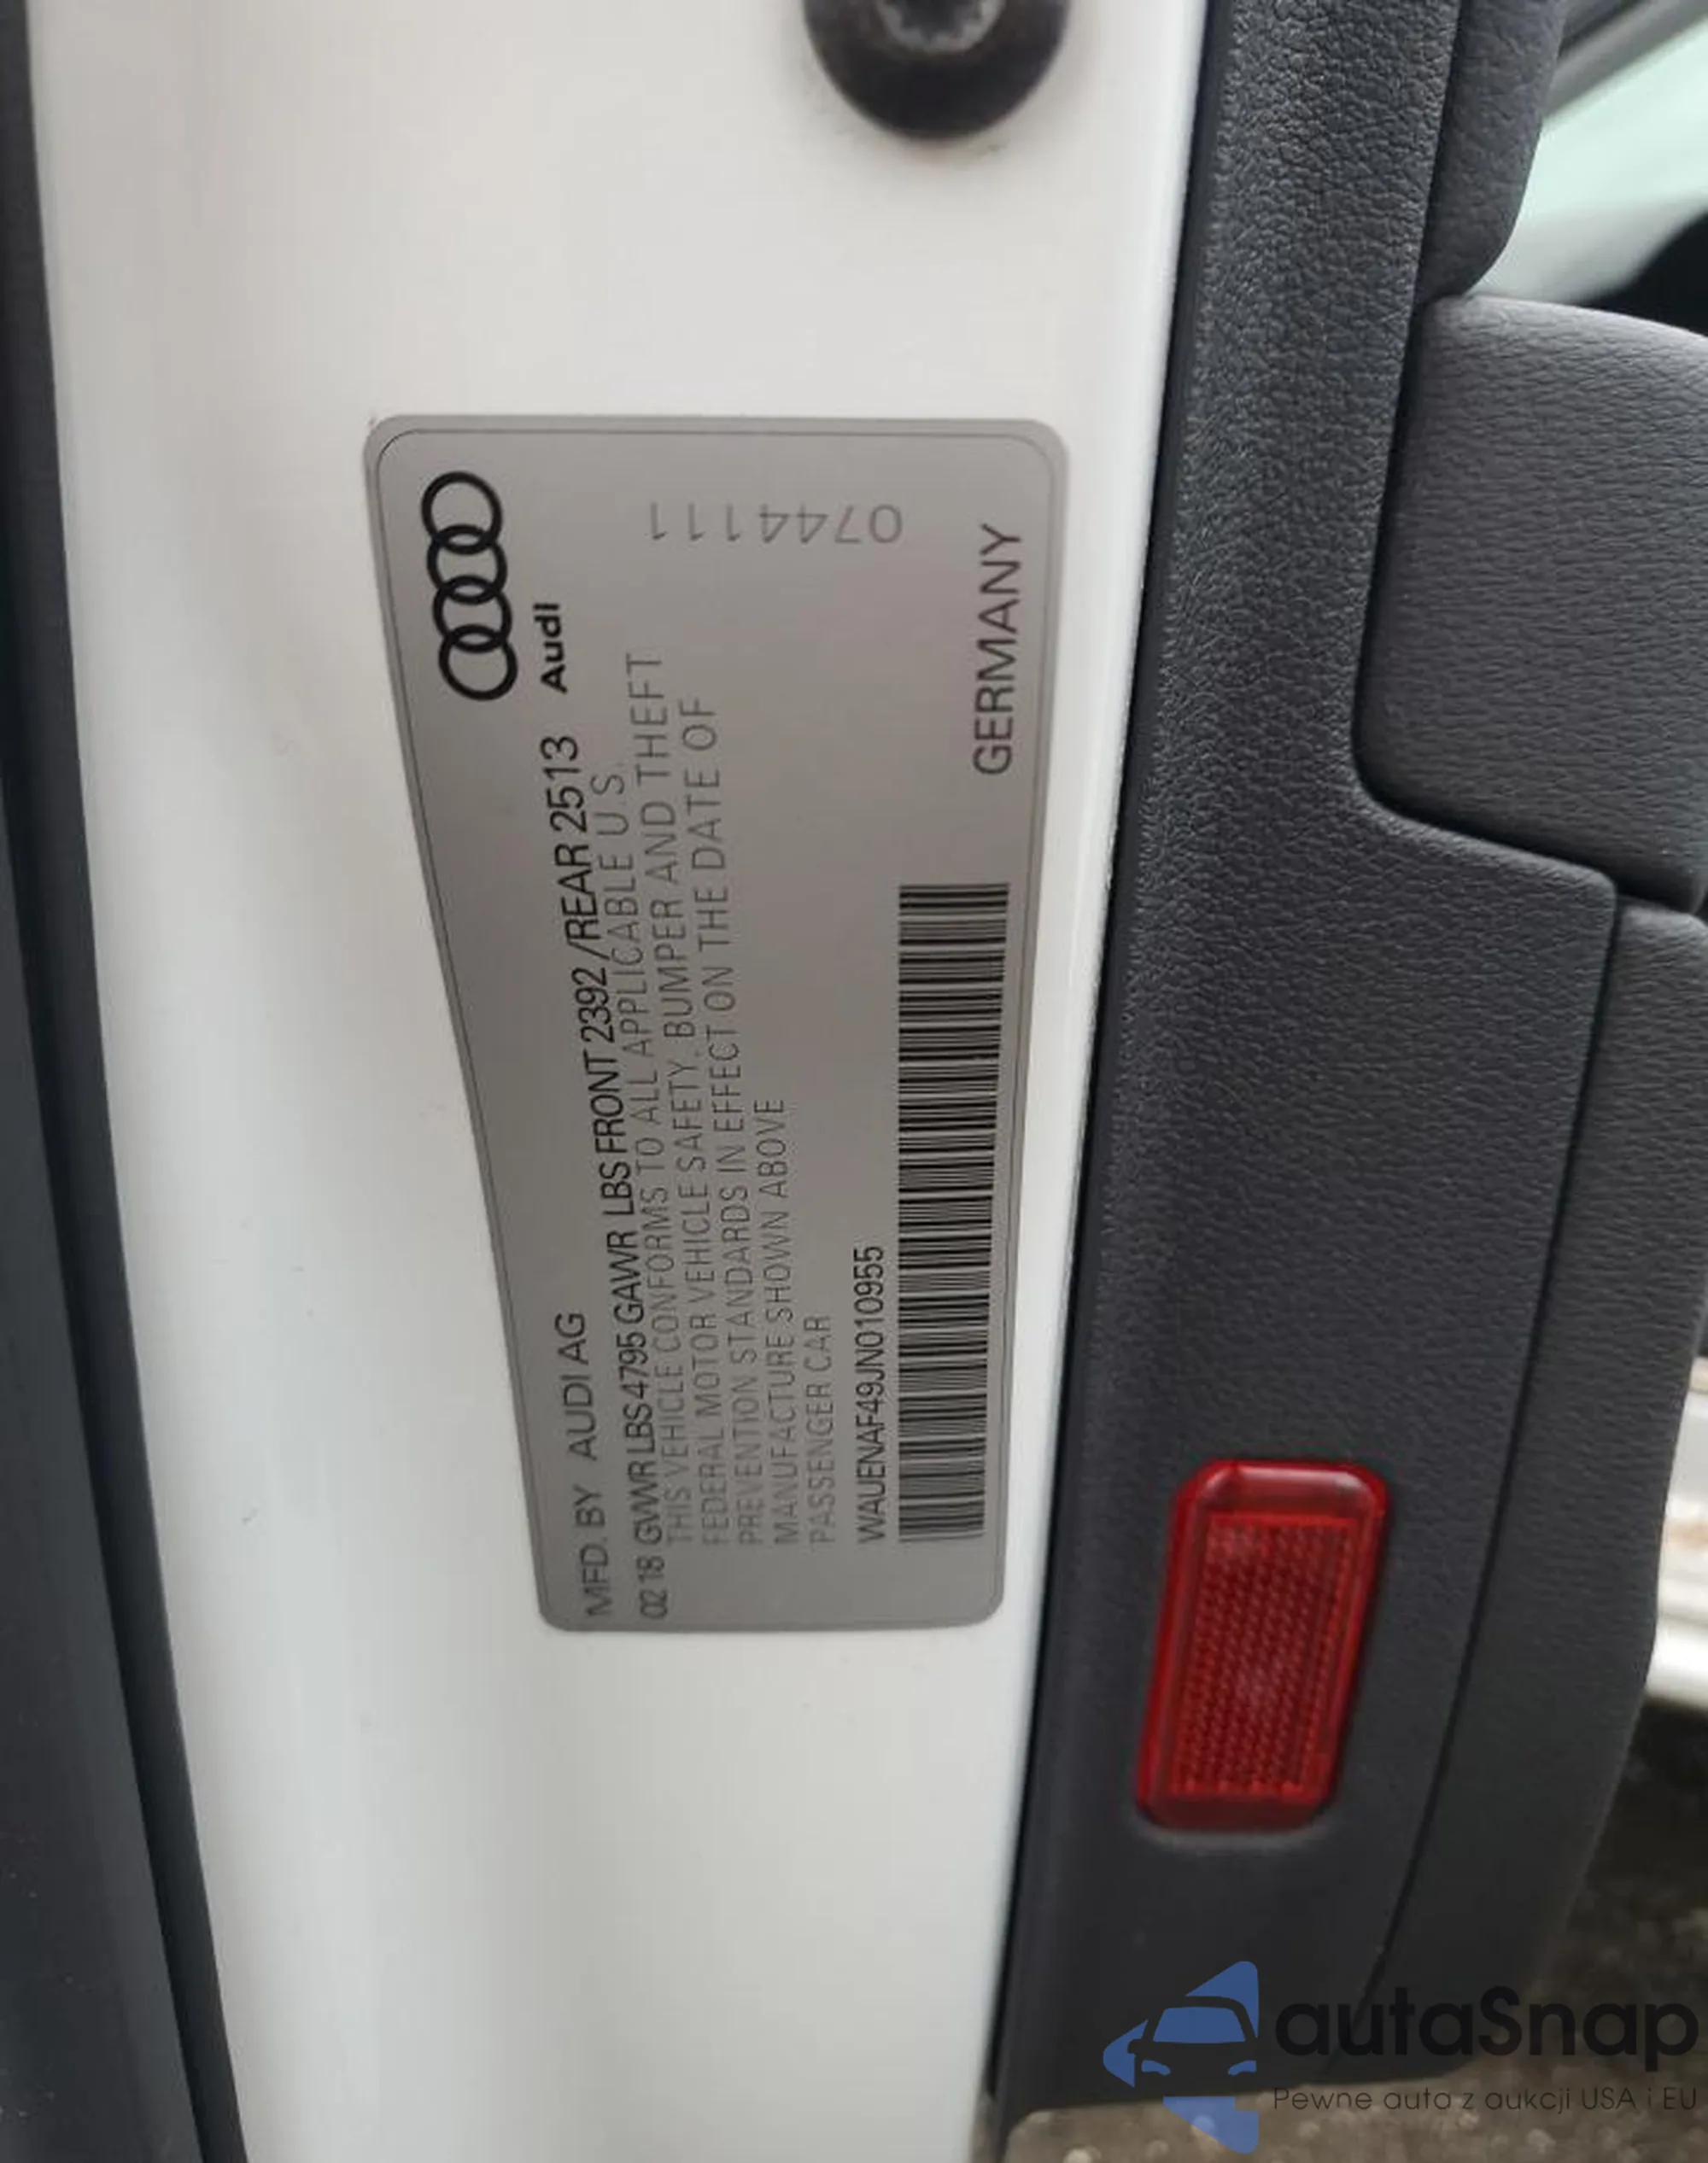 Audi
MFD. BY AUDI AG
02 18 GVWR LBS 4795 GAWR LBS FRONT 2392 /REAR 2513
THIS VEHICLE CONFORMS TO ALL APPLICABLE U.S.
FEDERAL MOTOR VEHICLE SAFETY, BUMPER AND THEFT
PREVENTION STANDARDS IN EFFECT ON THE DATE OF
MANUFACTURE SHOWN ABOVE
PASSENGER CAR
WAUENAF49JN010955
GERMANY
0744111
autaSnap
Pewne auta z aukcji USA i EU